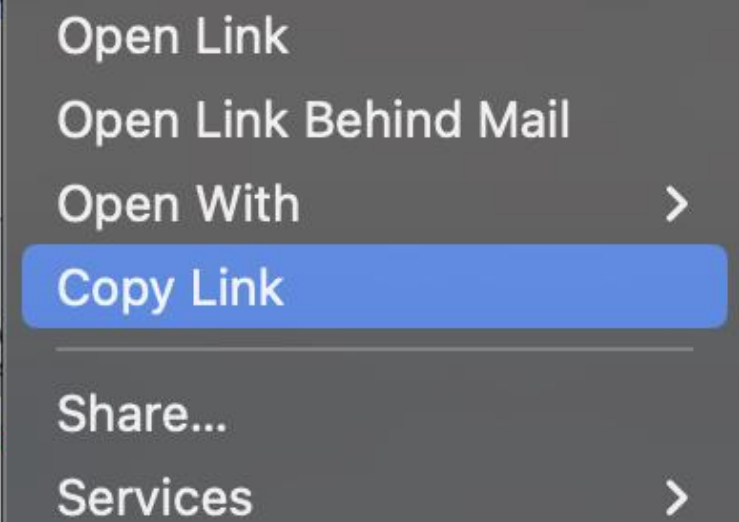 Open Link
Open Link Behind Mail
Open With
Copy Link
Share...
Services